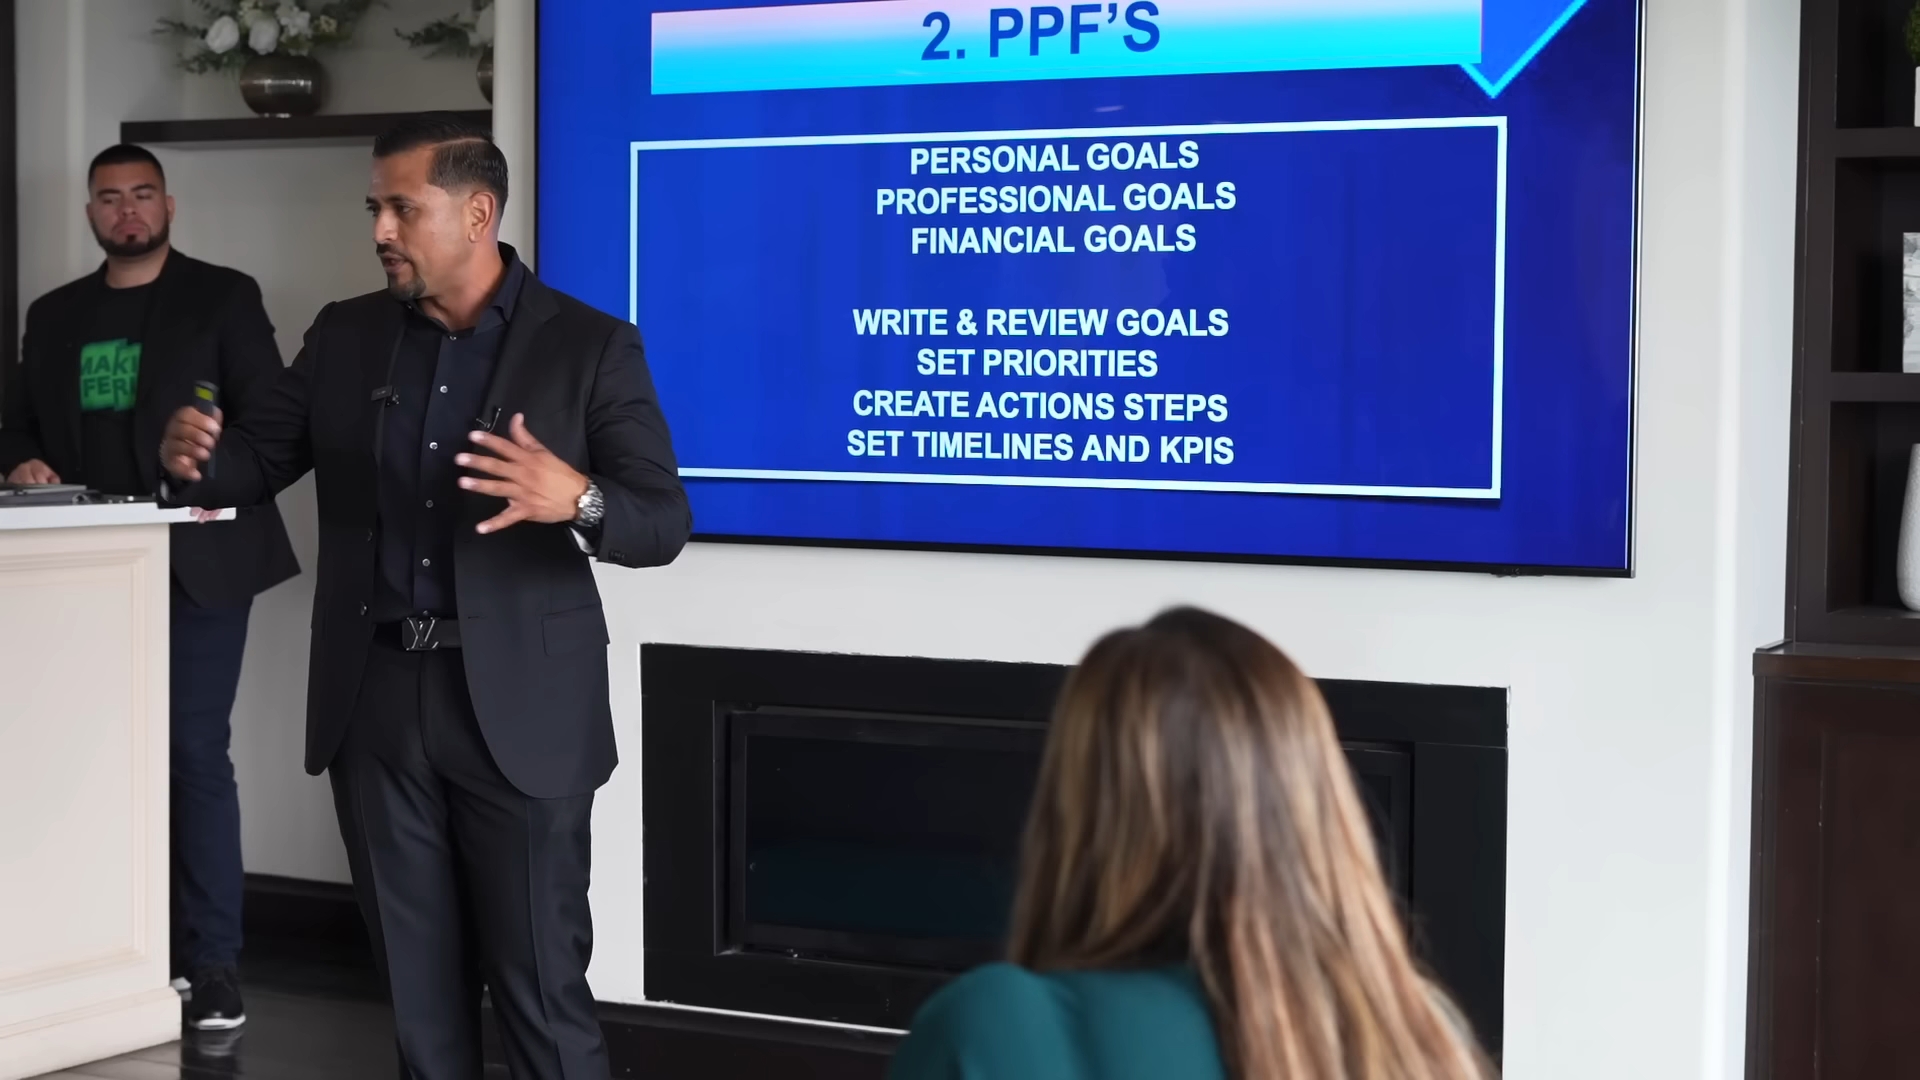 2. PPF'S
PERSONAL GOALS
PROFESSIONAL GOALS
FINANCIAL GOALS
WRITE & REVIEW GOALS
SET PRIORITIES
CREATE ACTIONS STEPS
SET TIMELINES AND KPIS